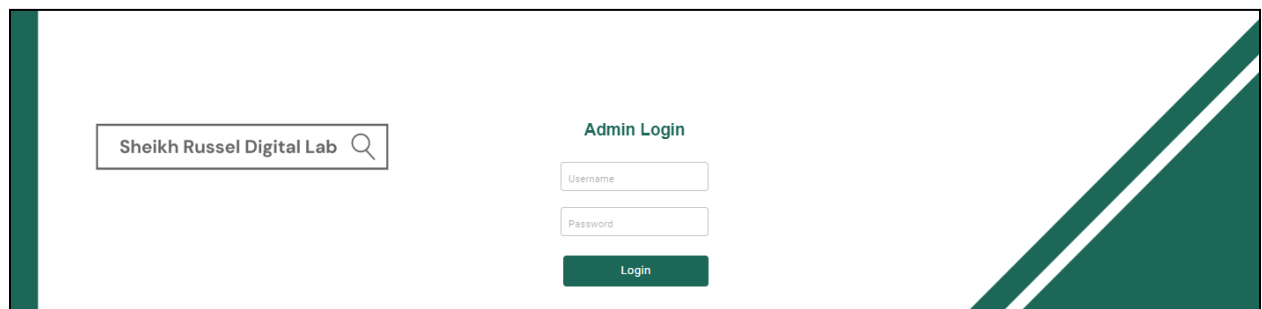 Sheikh Russel Digital Lab
Admin Login
Username
Password
Login